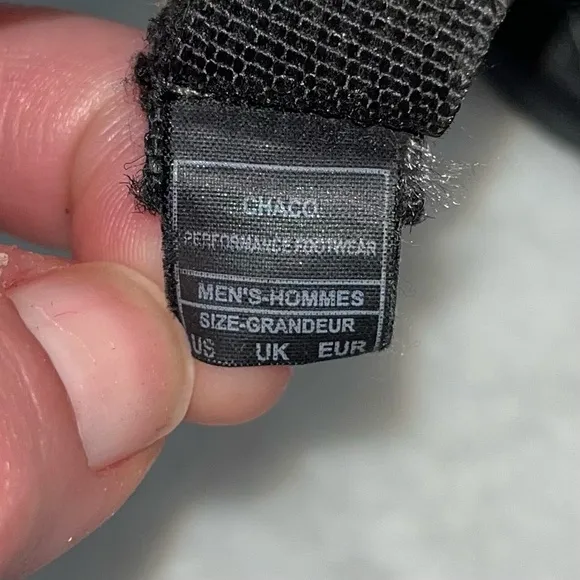 CHACO
PERFORMANCE FOOTWEAR
MEN'S-HOMMES
SIZE-GRANDEUR
US UK EUR